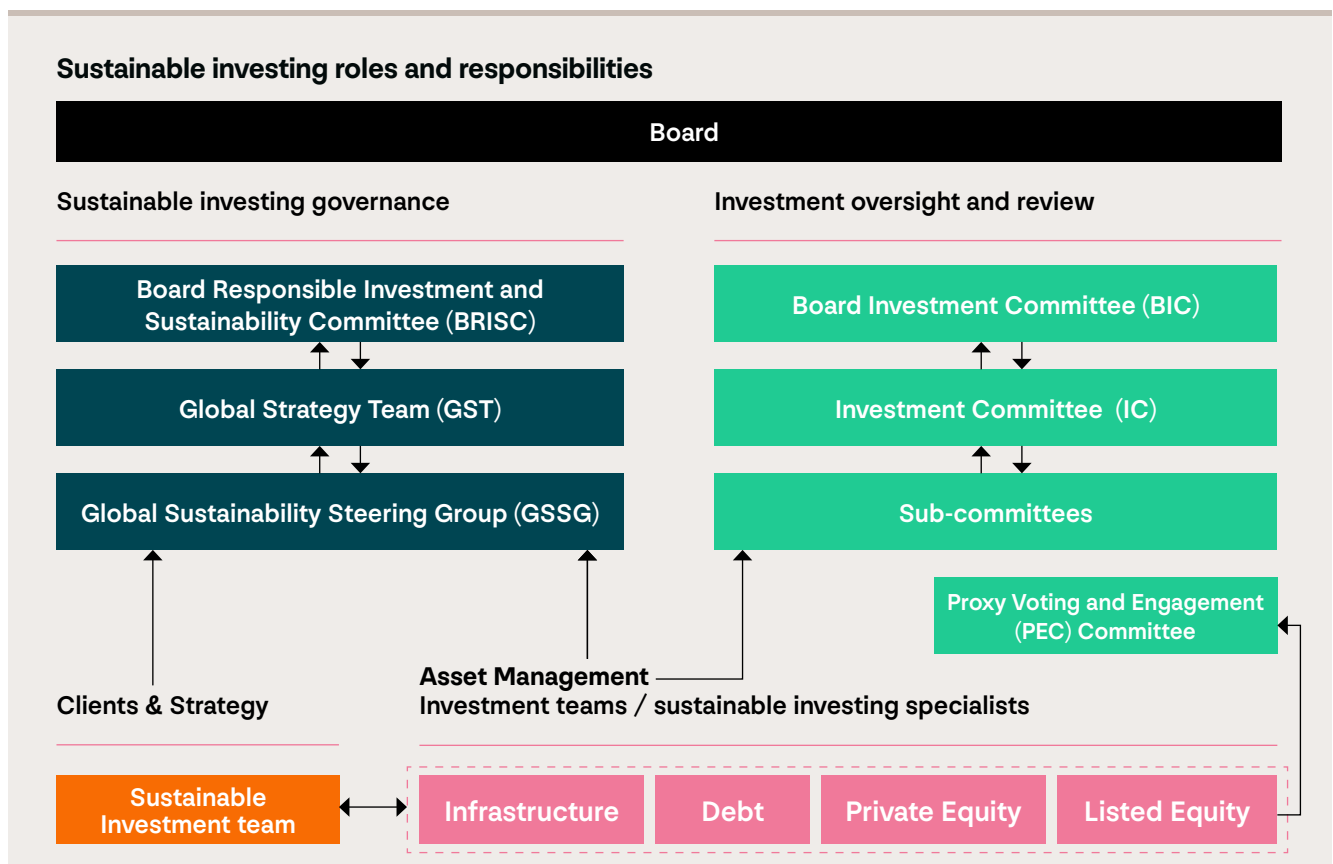 Sustainable investing roles and responsibilities
Board
Sustainable investing governance
Board Responsible Investment and
Sustainability Committee (BRISC)
Global Strategy Team (GST)
Global Sustainability Steering Group (GSSG)
Investment oversight and review
Board Investment Committee (BIC)
Investment Committee (IC)
Sub-committees
Proxy Voting and Engagement
(PEC) Committee
Clients & Strategy
Sustainable
Investment team
Asset Management
Investment teams / sustainable investing specialists
Infrastructure
Debt
Private Equity
Listed Equity